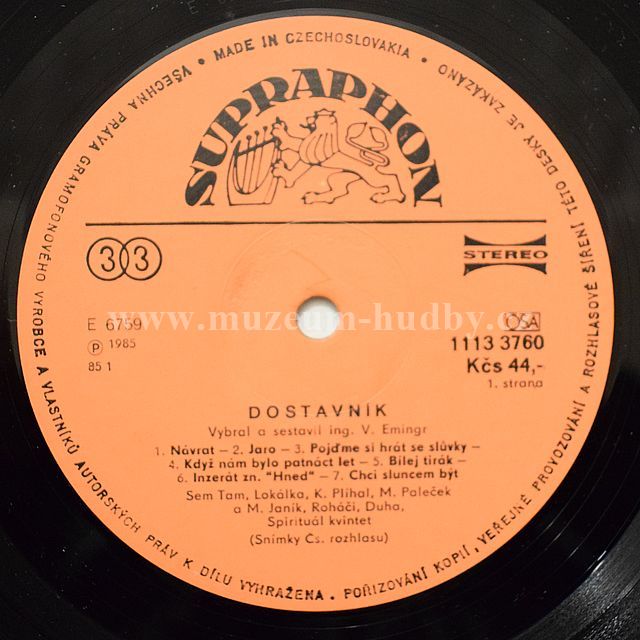 MADE IN CZECHOSLOVAKIA • VŠECHNA PRÁVA GRAMOFONOVÉHO VÝROBCE A VLASTNÍKŮ AUTORSKÝCH PRÁV K DÍLU VYHRAŽENA. POŘIZOVÁNÍ KOPIÍ, VEŘEJNÉ PROVOZOVÁNÍ A ROZHLASOVÉ ŠÍŘENÍ TÉTO DESKY JE ZAKÁZÁNO •
SUPRAPHON
33
STEREO
www.muzeum-hudby.cz
E 6759
OSA
Ⓟ 1985
1113 3760
85 1
Kčs 44,-
1. strana
DOSTAVNÍK
Vybral a sestavil ing. V. Emingr
1. Návrat – 2. Jaro – 3. Pojďme si hrát se slůvky –
4. Když nám bylo patnáct let – 5. Bílej tirák –
6. Inzerát zn. "Hned" – 7. Chci sluncem být
Sem Tam, Lokálka, K. Plíhal, M. Paleček
a M. Janík, Roháči, Duha,
Spirituál kvintet
(Snímky Čs. rozhlasu)